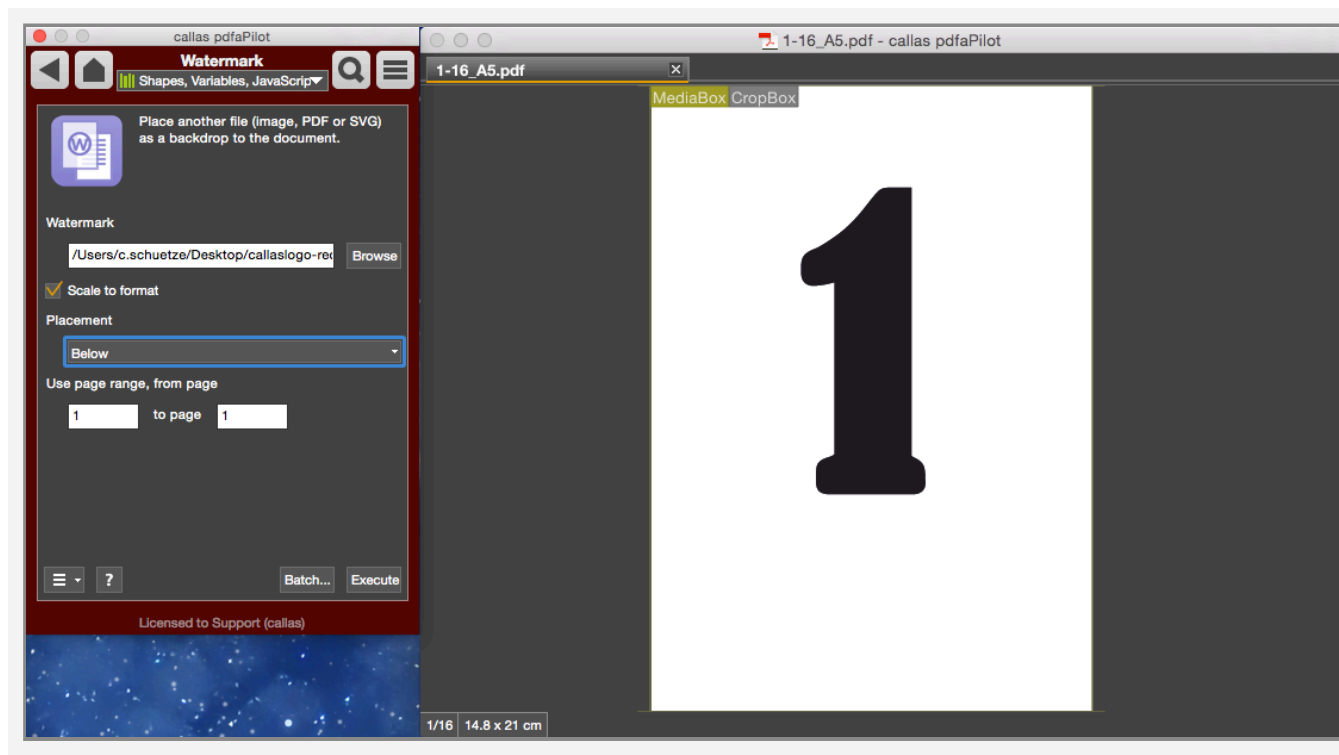 callas pdfaPilot
Watermark
Shapes, Variables, JavaScrip
Place another file (image, PDF or SVG)
as a backdrop to the document.
Watermark
/Users/c.schuetze/Desktop/callaslogo-rec
Browse
Scale to format
Placement
Below
Use page range, from page
1 to page 1
? Batch... Execute
Licensed to Support (callas)
1-16_A5.pdf - callas pdfaPilot
1-16_A5.pdf
MediaBox CropBox
1
1/16 14.8 x 21 cm